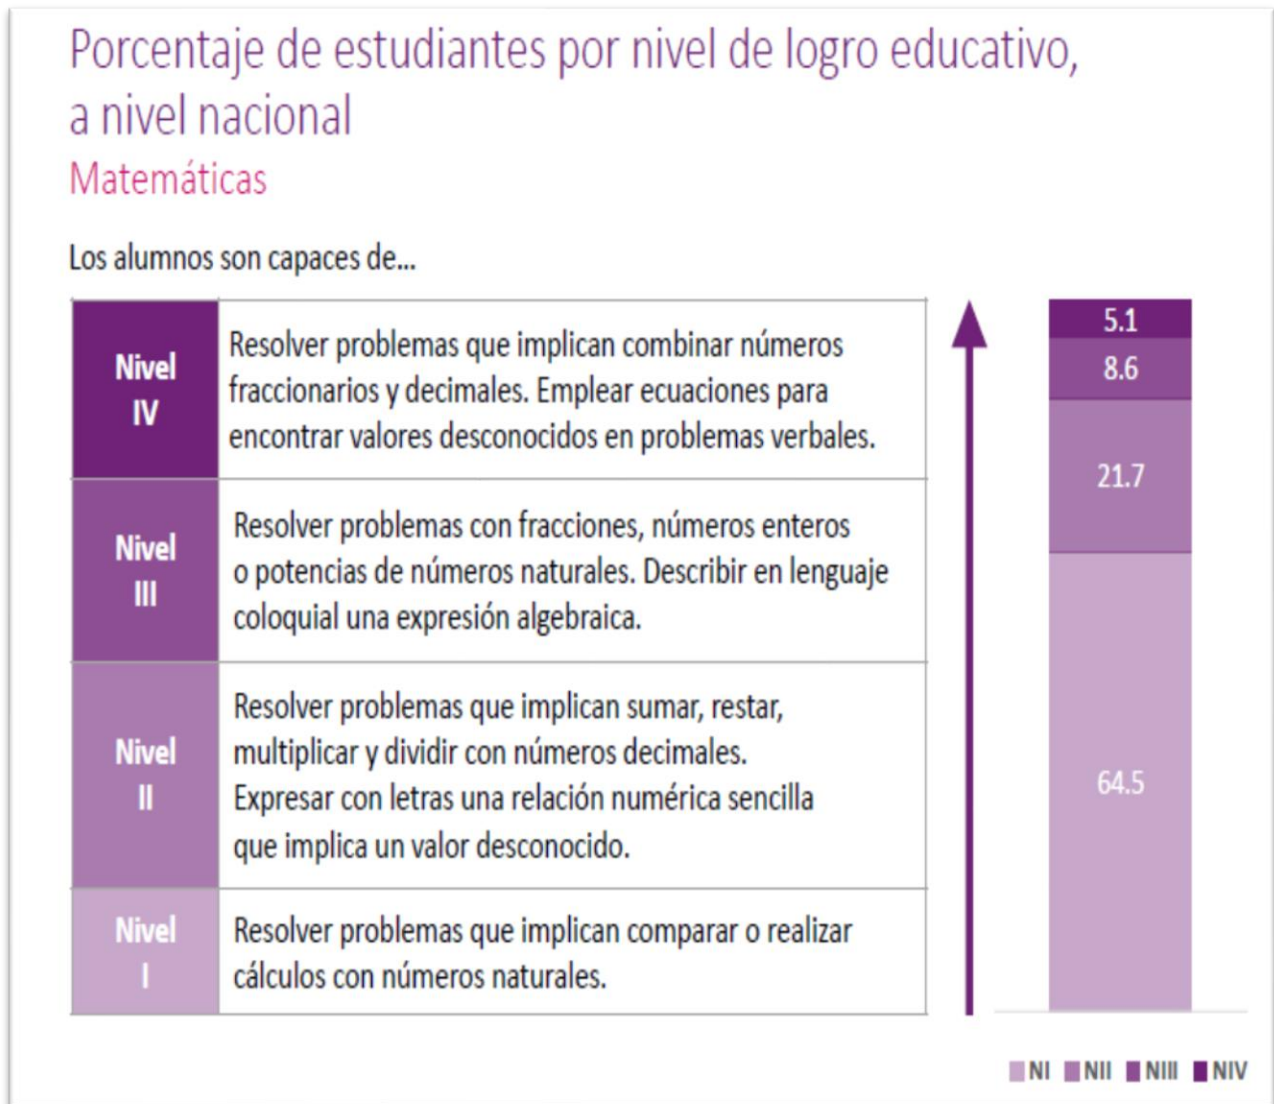 Porcentaje de estudiantes por nivel de logro educativo,
a nivel nacional
Matemáticas
Los alumnos son capaces de...
Nivel
IV
Resolver problemas que implican combinar números
fraccionarios y decimales. Emplear ecuaciones para
encontrar valores desconocidos en problemas verbales.
Nivel
III
Resolver problemas con fracciones, números enteros
o potencias de números naturales. Describir en lenguaje
coloquial una expresión algebraica.
Nivel
II
Resolver problemas que implican sumar, restar,
multiplicar y dividir con números decimales.
Expresar con letras una relación numérica sencilla
que implica un valor desconocido.
Nivel
I
Resolver problemas que implican comparar o realizar
cálculos con números naturales.
5.1
8.6
21.7
64.5
NI NII NIII NIV